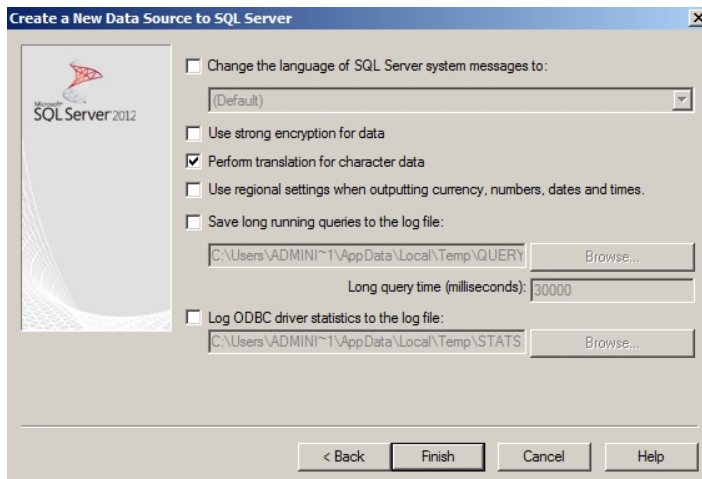 Create a New Data Source to SQL Server
Microsoft
SQL Server 2012
Change the language of SQL Server system messages to:
(Default)
Use strong encryption for data
Perform translation for character data
Use regional settings when outputting currency, numbers, dates and times.
Save long running queries to the log file:
C:\Users\ADMINI~1\AppData\Local\Temp\QUERY Browse...
Long query time (milliseconds): 30000
Log ODBC driver statistics to the log file:
C:\Users\ADMINI~1\AppData\Local\Temp\STATS Browse...
< Back Finish Cancel Help